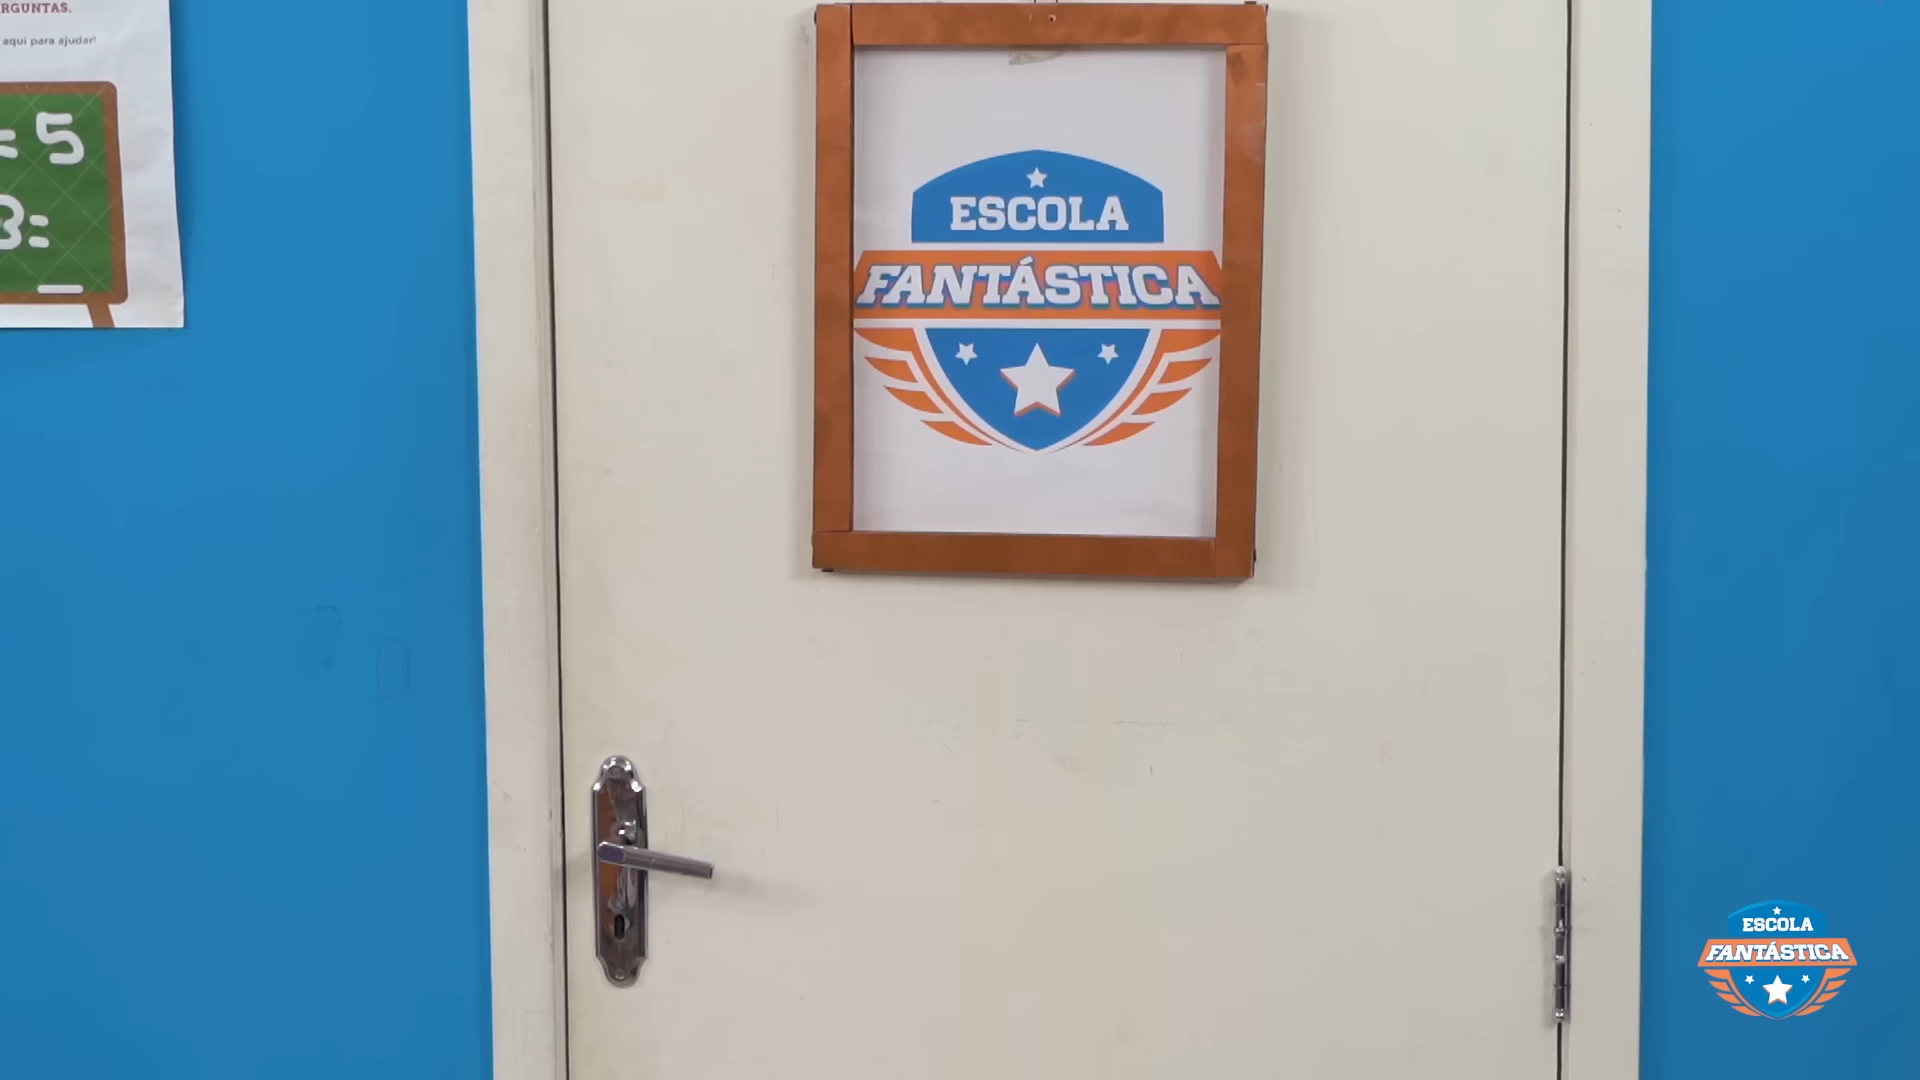 RGUNTAS.
aqui para ajudar!
= 5
3=
ESCOLA
FANTÁSTICA
ESCOLA
FANTÁSTICA